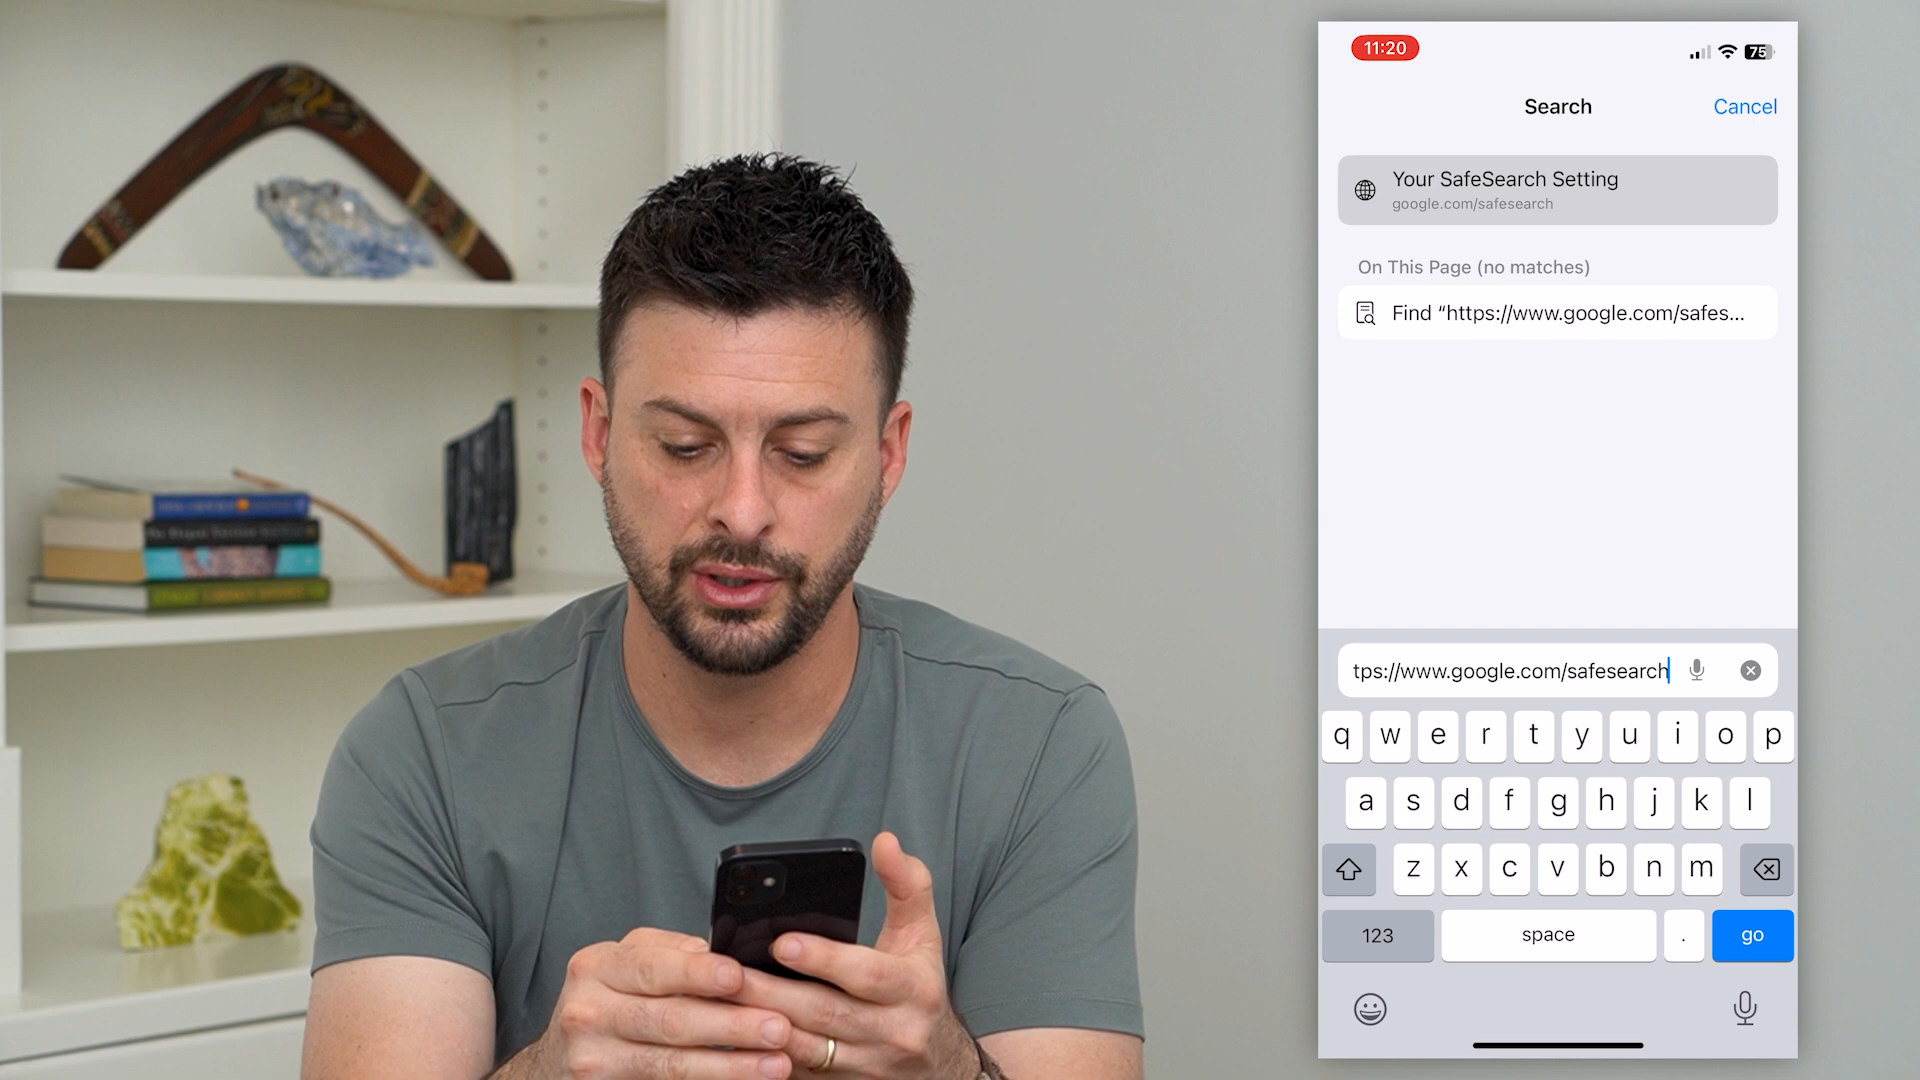 11:20
75
Search
Cancel
Your SafeSearch Setting
google.com/safesearch
On This Page (no matches)
Find “https://www.google.com/safes...
tps://www.google.com/safesearch
q w e r t y u i o p
a s d f g h j k l
z x c v b n m
123
space
.
go